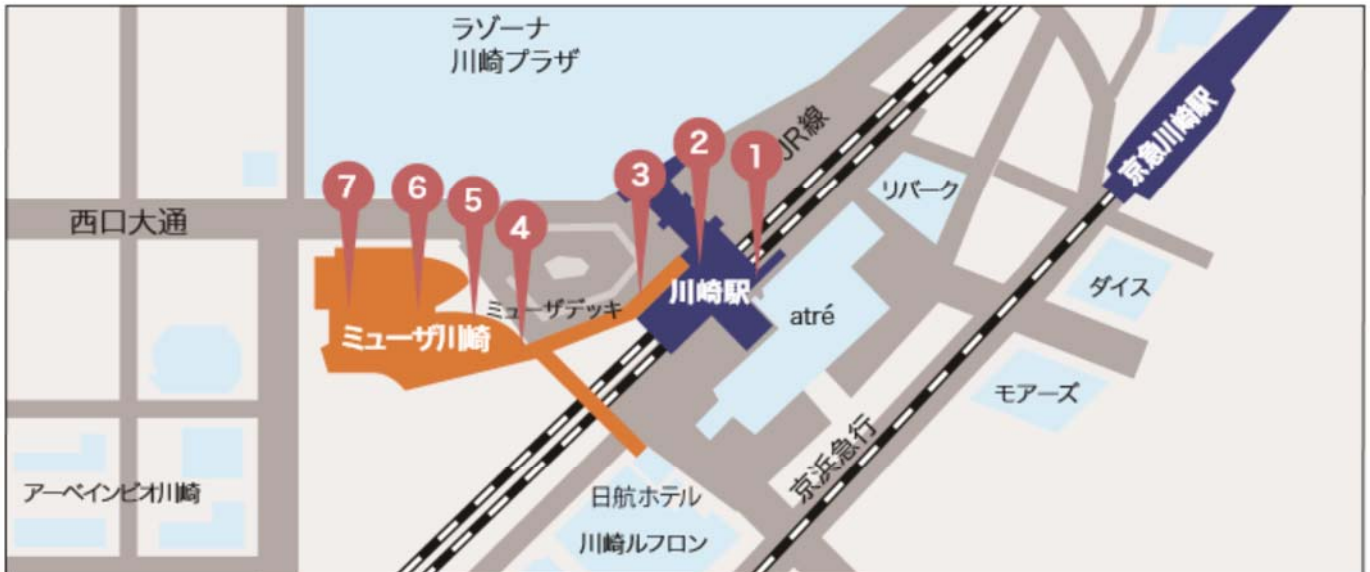 ラゾーナ
川崎プラザ
JR線
京急川崎駅
1
2
3
4
5
6
7
リバーク
西口大通
川崎駅
ダイス
ミューザデッキ
atré
ミューザ川崎
モアーズ
京浜急行
アーベインビオ川崎
日航ホテル
川崎ルフロン